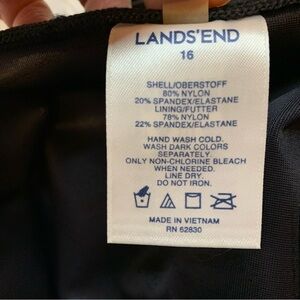 LANDS'END
16
SHELL/OBERSTOFF
80% NYLON
20% SPANDEX/ELASTANE
LINING/FUTTER
78% NYLON
22% SPANDEX/ELASTANE
HAND WASH COLD.
WASH DARK COLORS
SEPARATELY.
ONLY NON-CHLORINE BLEACH
WHEN NEEDED.
LINE DRY.
DO NOT IRON.
MADE IN VIETNAM
RN 62830